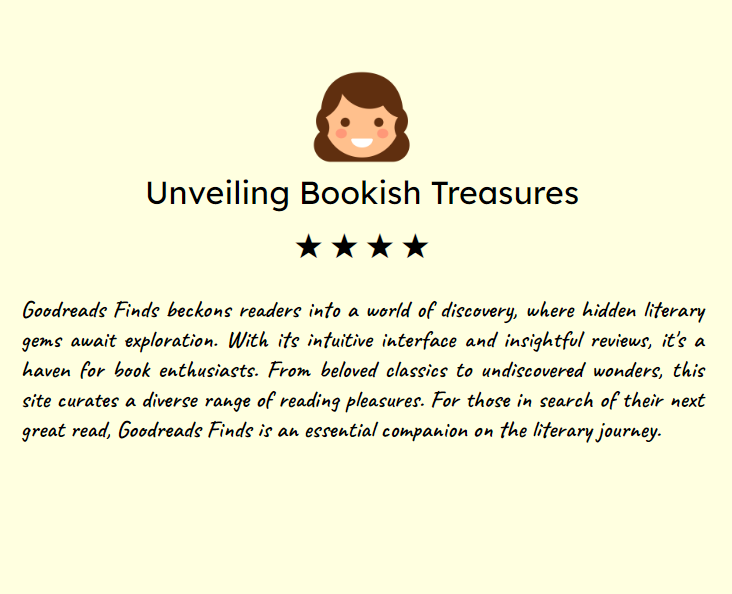 Unveiling Bookish Treasures
★ ★ ★ ★
Goodreads Finds beckons readers into a world of discovery, where hidden literary
gems await exploration. With its intuitive interface and insightful reviews, it's a
haven for book enthusiasts. From beloved classics to undiscovered wonders, this
site curates a diverse range of reading pleasures. For those in search of their next
great read, Goodreads Finds is an essential companion on the literary journey.